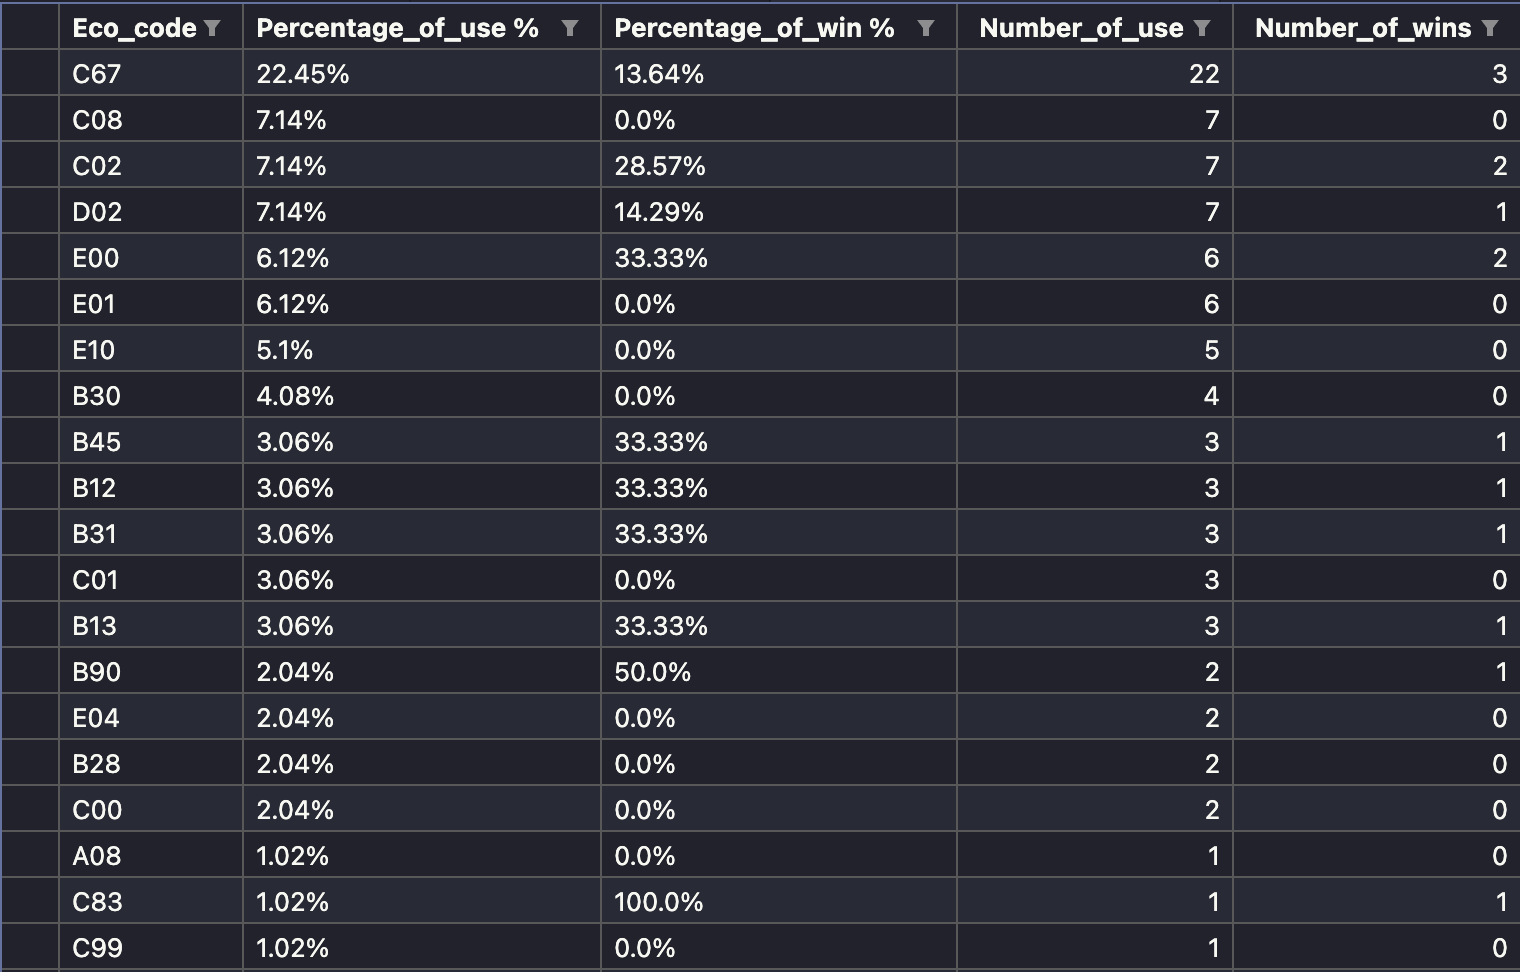 Eco_code Percentage_of_use % Percentage_of_win % Number_of_use Number_of_wins
C67 22.45% 13.64% 22 3
C08 7.14% 0.0% 7 0
C02 7.14% 28.57% 7 2
D02 7.14% 14.29% 7 1
E00 6.12% 33.33% 6 2
E01 6.12% 0.0% 6 0
E10 5.1% 0.0% 5 0
B30 4.08% 0.0% 4 0
B45 3.06% 33.33% 3 1
B12 3.06% 33.33% 3 1
B31 3.06% 33.33% 3 1
C01 3.06% 0.0% 3 0
B13 3.06% 33.33% 3 1
B90 2.04% 50.0% 2 1
E04 2.04% 0.0% 2 0
B28 2.04% 0.0% 2 0
C00 2.04% 0.0% 2 0
A08 1.02% 0.0% 1 0
C83 1.02% 100.0% 1 1
C99 1.02% 0.0% 1 0